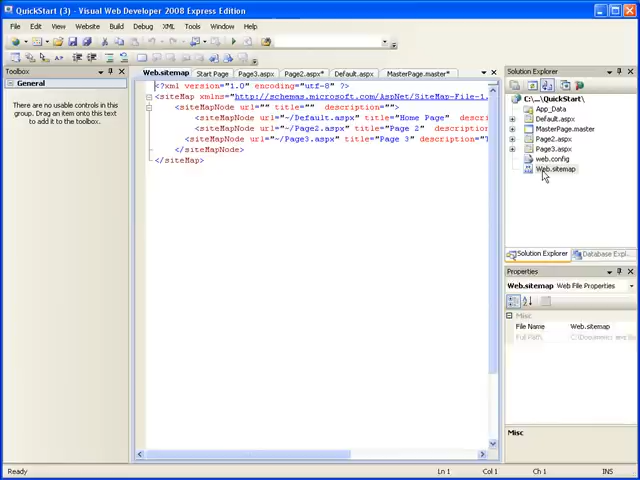 QuickStart (3) - Visual Web Developer 2008 Express Edition
File Edit View Website Build Debug XML Tools Window Help
Toolbox
General
There are no usable controls in this
group. Drag an item onto this text
to add it to the toolbox.
Web.sitemap Start Page Page3.aspx Page2.aspx* Default.aspx MasterPage.master*
<?xml version="1.0" encoding="utf-8" ?>
<siteMap xmlns="http://schemas.microsoft.com/AspNet/SiteMap-File-1.
<siteMapNode url="" title="" description="">
<siteMapNode url="~/Default.aspx" title="Home Page" descri
<siteMapNode url="~/Page2.aspx" title="Page 2" description
<siteMapNode url="~/Page3.aspx" title="Page 3" description="T
</siteMapNode>
</siteMap>
Solution Explorer
C:\...\QuickStart\
App_Data
Default.aspx
MasterPage.master
Page2.aspx
Page3.aspx
web.config
Web.sitemap
Solution Explorer Database Expl...
Properties
Web.sitemap Web File Properties
Misc
File Name Web.sitemap
Full Path
Misc
Ready Ln 1 Col 1 Ch 1 INS